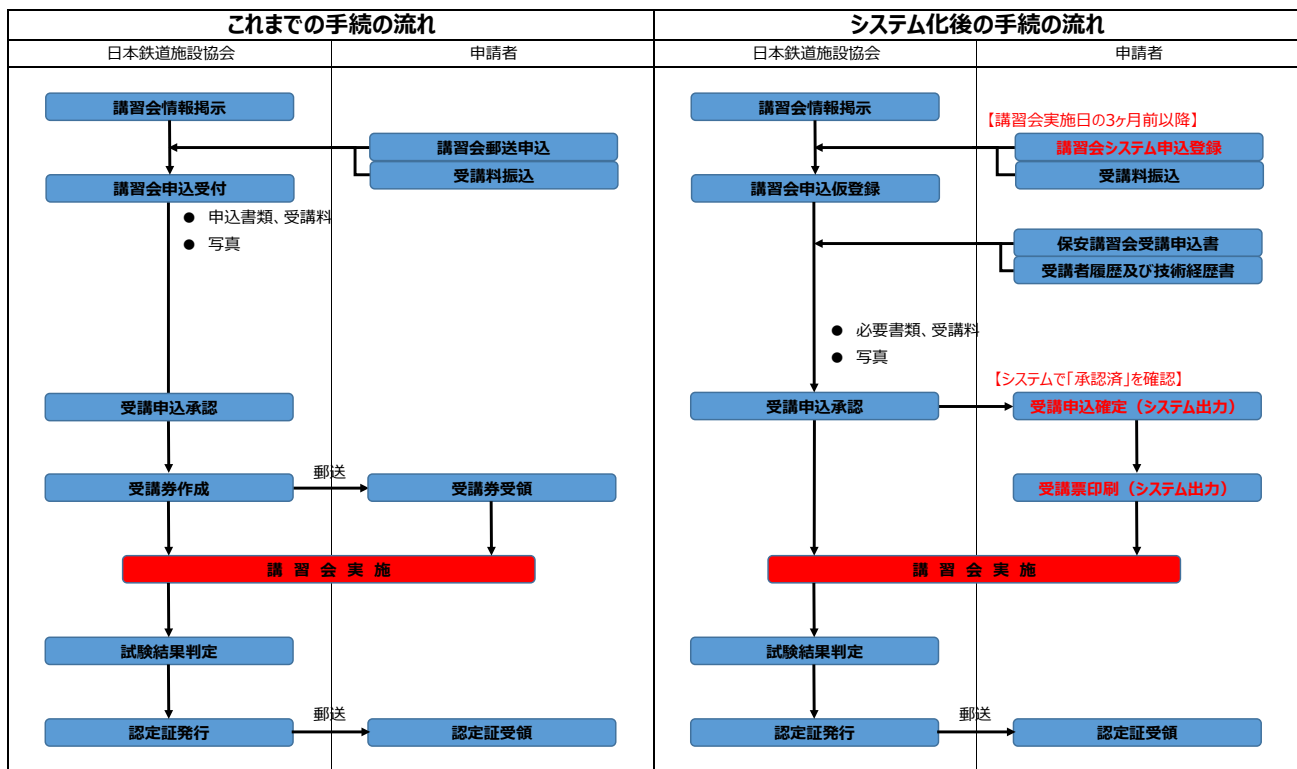 これまでの手続の流れ
日本鉄道施設協会
申請者
講習会情報掲示
講習会郵送申込
受講料振込
講習会申込受付
● 申込書類、受講料
● 写真
受講申込承認
受講券作成
郵送
受講券受領
講 習 会 実 施
試験結果判定
認定証発行
郵送
認定証受領
システム化後の手続の流れ
日本鉄道施設協会
申請者
講習会情報掲示
【講習会実施日の3ヶ月前以降】
講習会システム申込登録
受講料振込
講習会申込仮登録
保安講習会受講申込書
受講者履歴及び技術経歴書
● 必要書類、受講料
● 写真
【システムで「承認済」を確認】
受講申込承認
受講申込確定（システム出力）
受講票印刷（システム出力）
講 習 会 実 施
試験結果判定
認定証発行
郵送
認定証受領